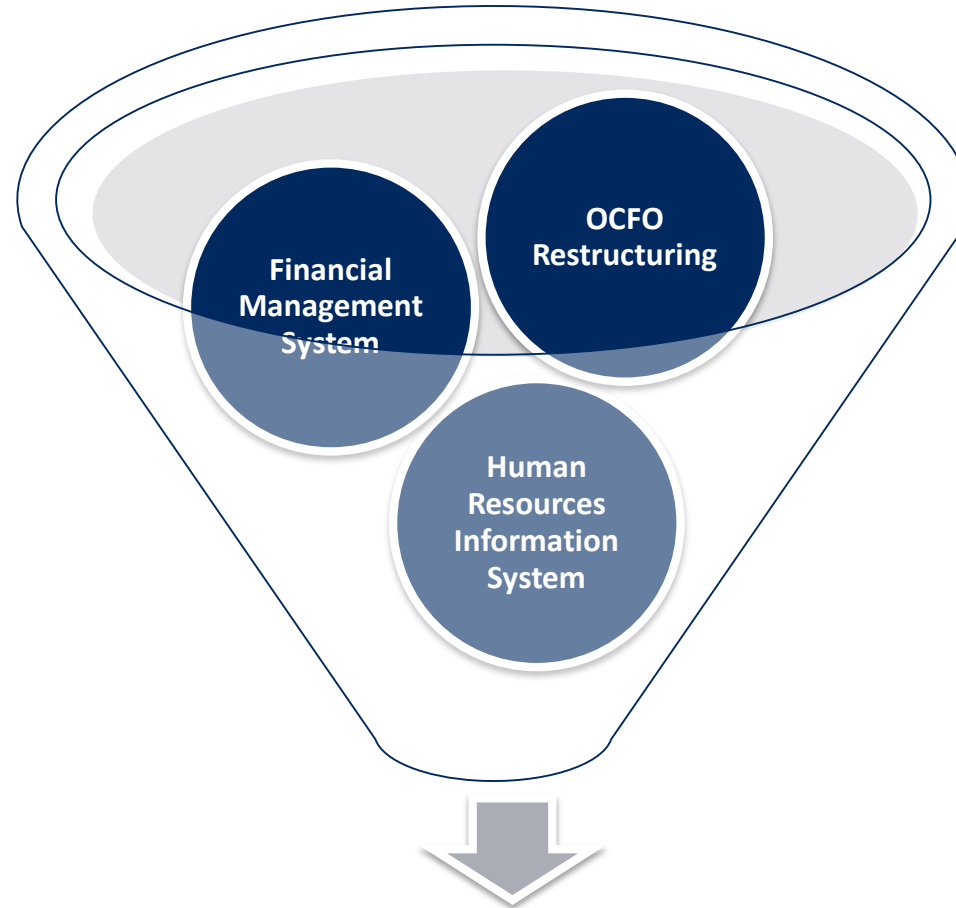 Financial
Management
System
OCFO
Restructuring
Human
Resources
Information
System